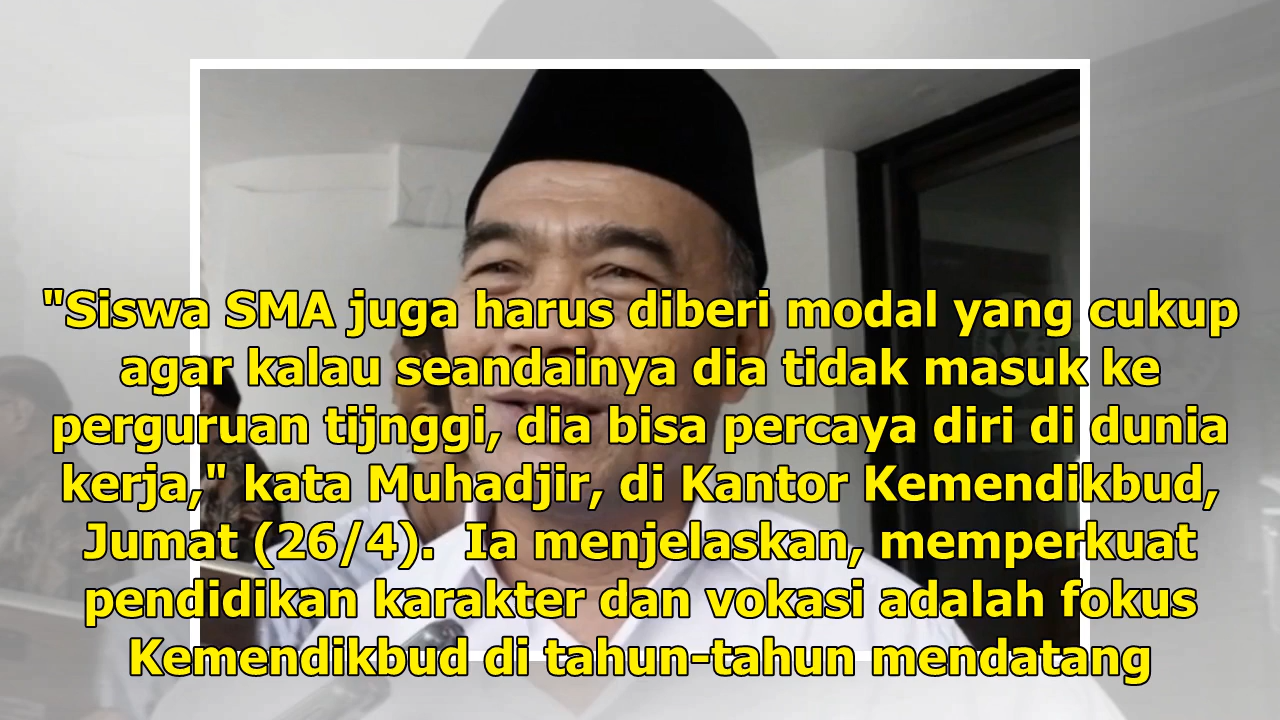 "Siswa SMA juga harus diberi modal yang cukup
agar kalau seandainya dia tidak masuk ke
perguruan tijnggi, dia bisa percaya diri di dunia
kerja," kata Muhadjir, di Kantor Kemendikbud,
Jumat (26/4).  Ia menjelaskan, memperkuat
pendidikan karakter dan vokasi adalah fokus
Kemendikbud di tahun-tahun mendatang